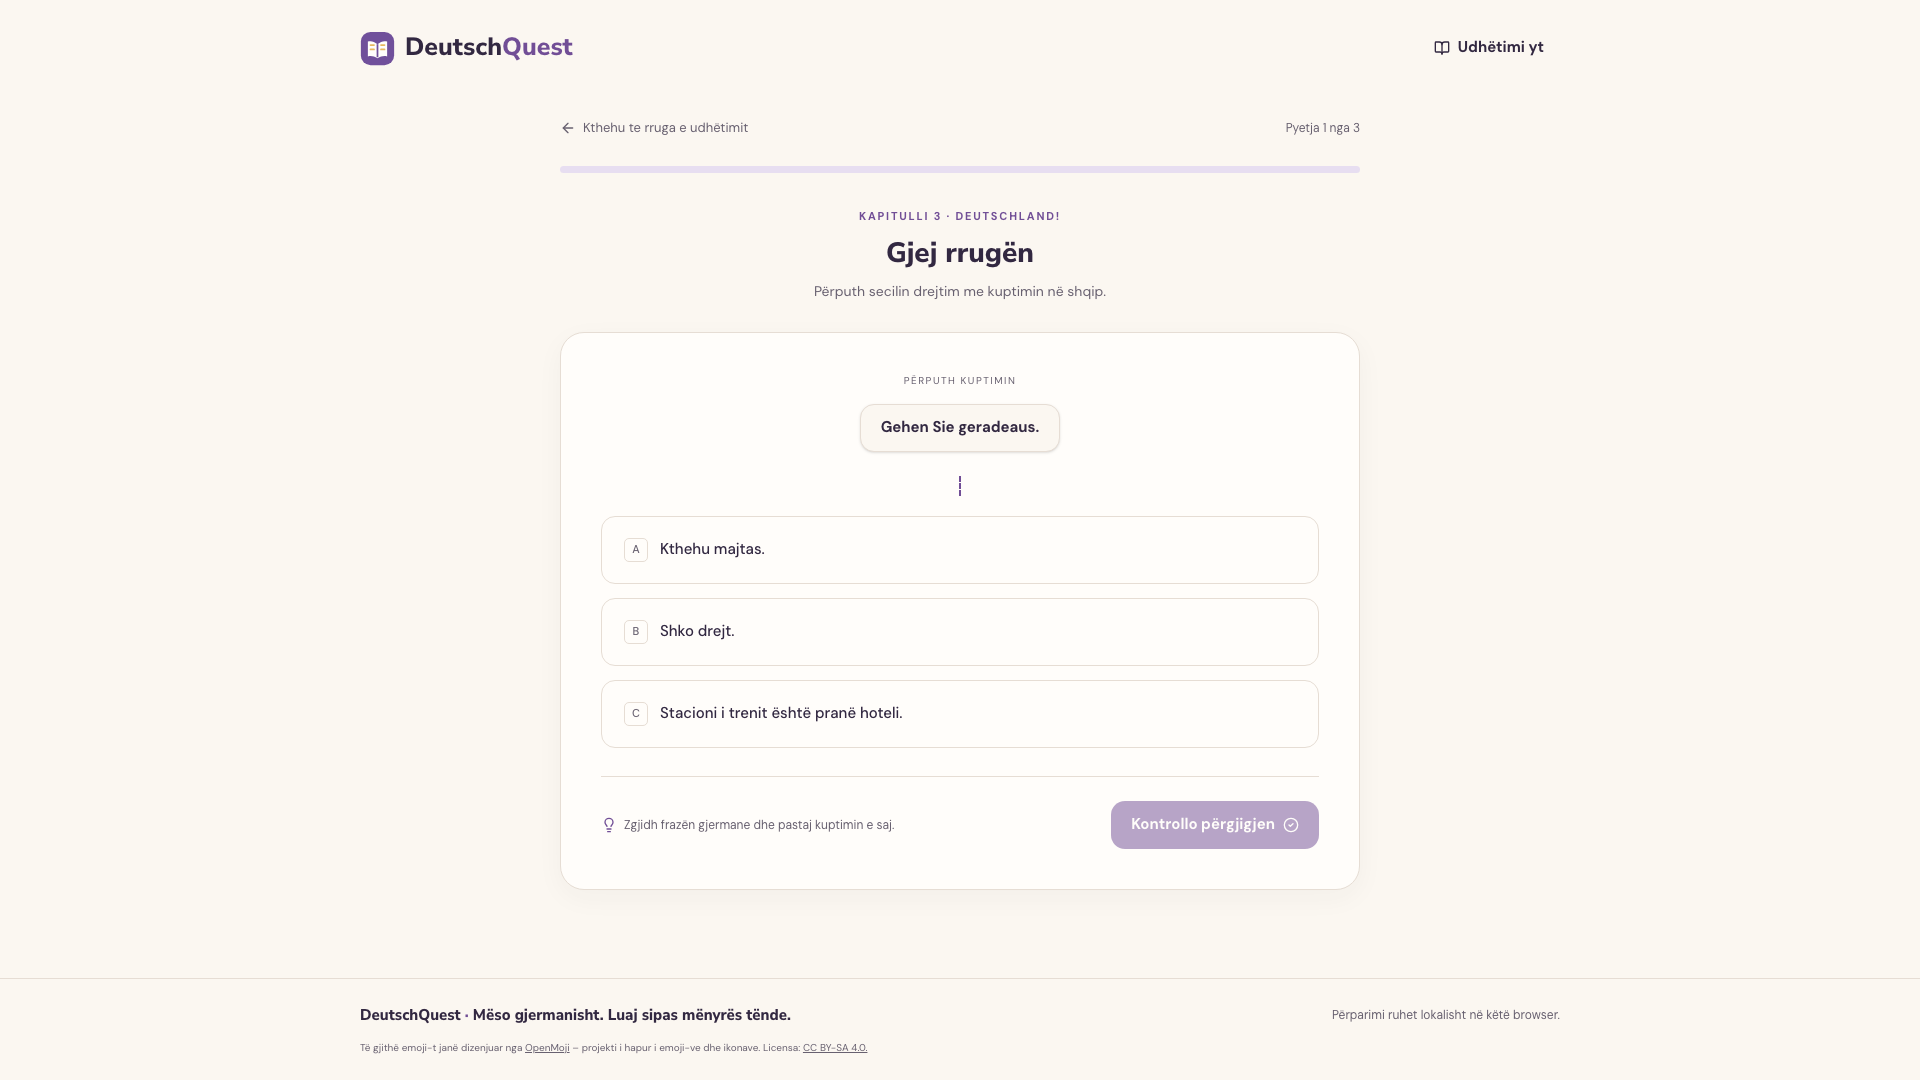 DeutschQuest
Udhëtimi yt
Kthehu te rruga e udhëtimit
Pyetja 1 nga 3
KAPITULLI 3 · DEUTSCHLAND!
Gjej rrugën
Përputh secilin drejtim me kuptimin në shqip.
PËRPUTH KUPTIMIN
Gehen Sie geradeaus.
A Kthehu majtas.
B Shko drejt.
C Stacioni i trenit është pranë hoteli.
Zgjidh frazën gjermane dhe pastaj kuptimin e saj.
Kontrollo përgjigjen
DeutschQuest · Mëso gjermanisht. Luaj sipas mënyrës tënde.
Përparimi ruhet lokalisht në këtë browser.
Të gjithë emoji-t janë dizenjuar nga OpenMoji – projekti i hapur i emoji-ve dhe ikonave. Licensa: CC BY-SA 4.0.